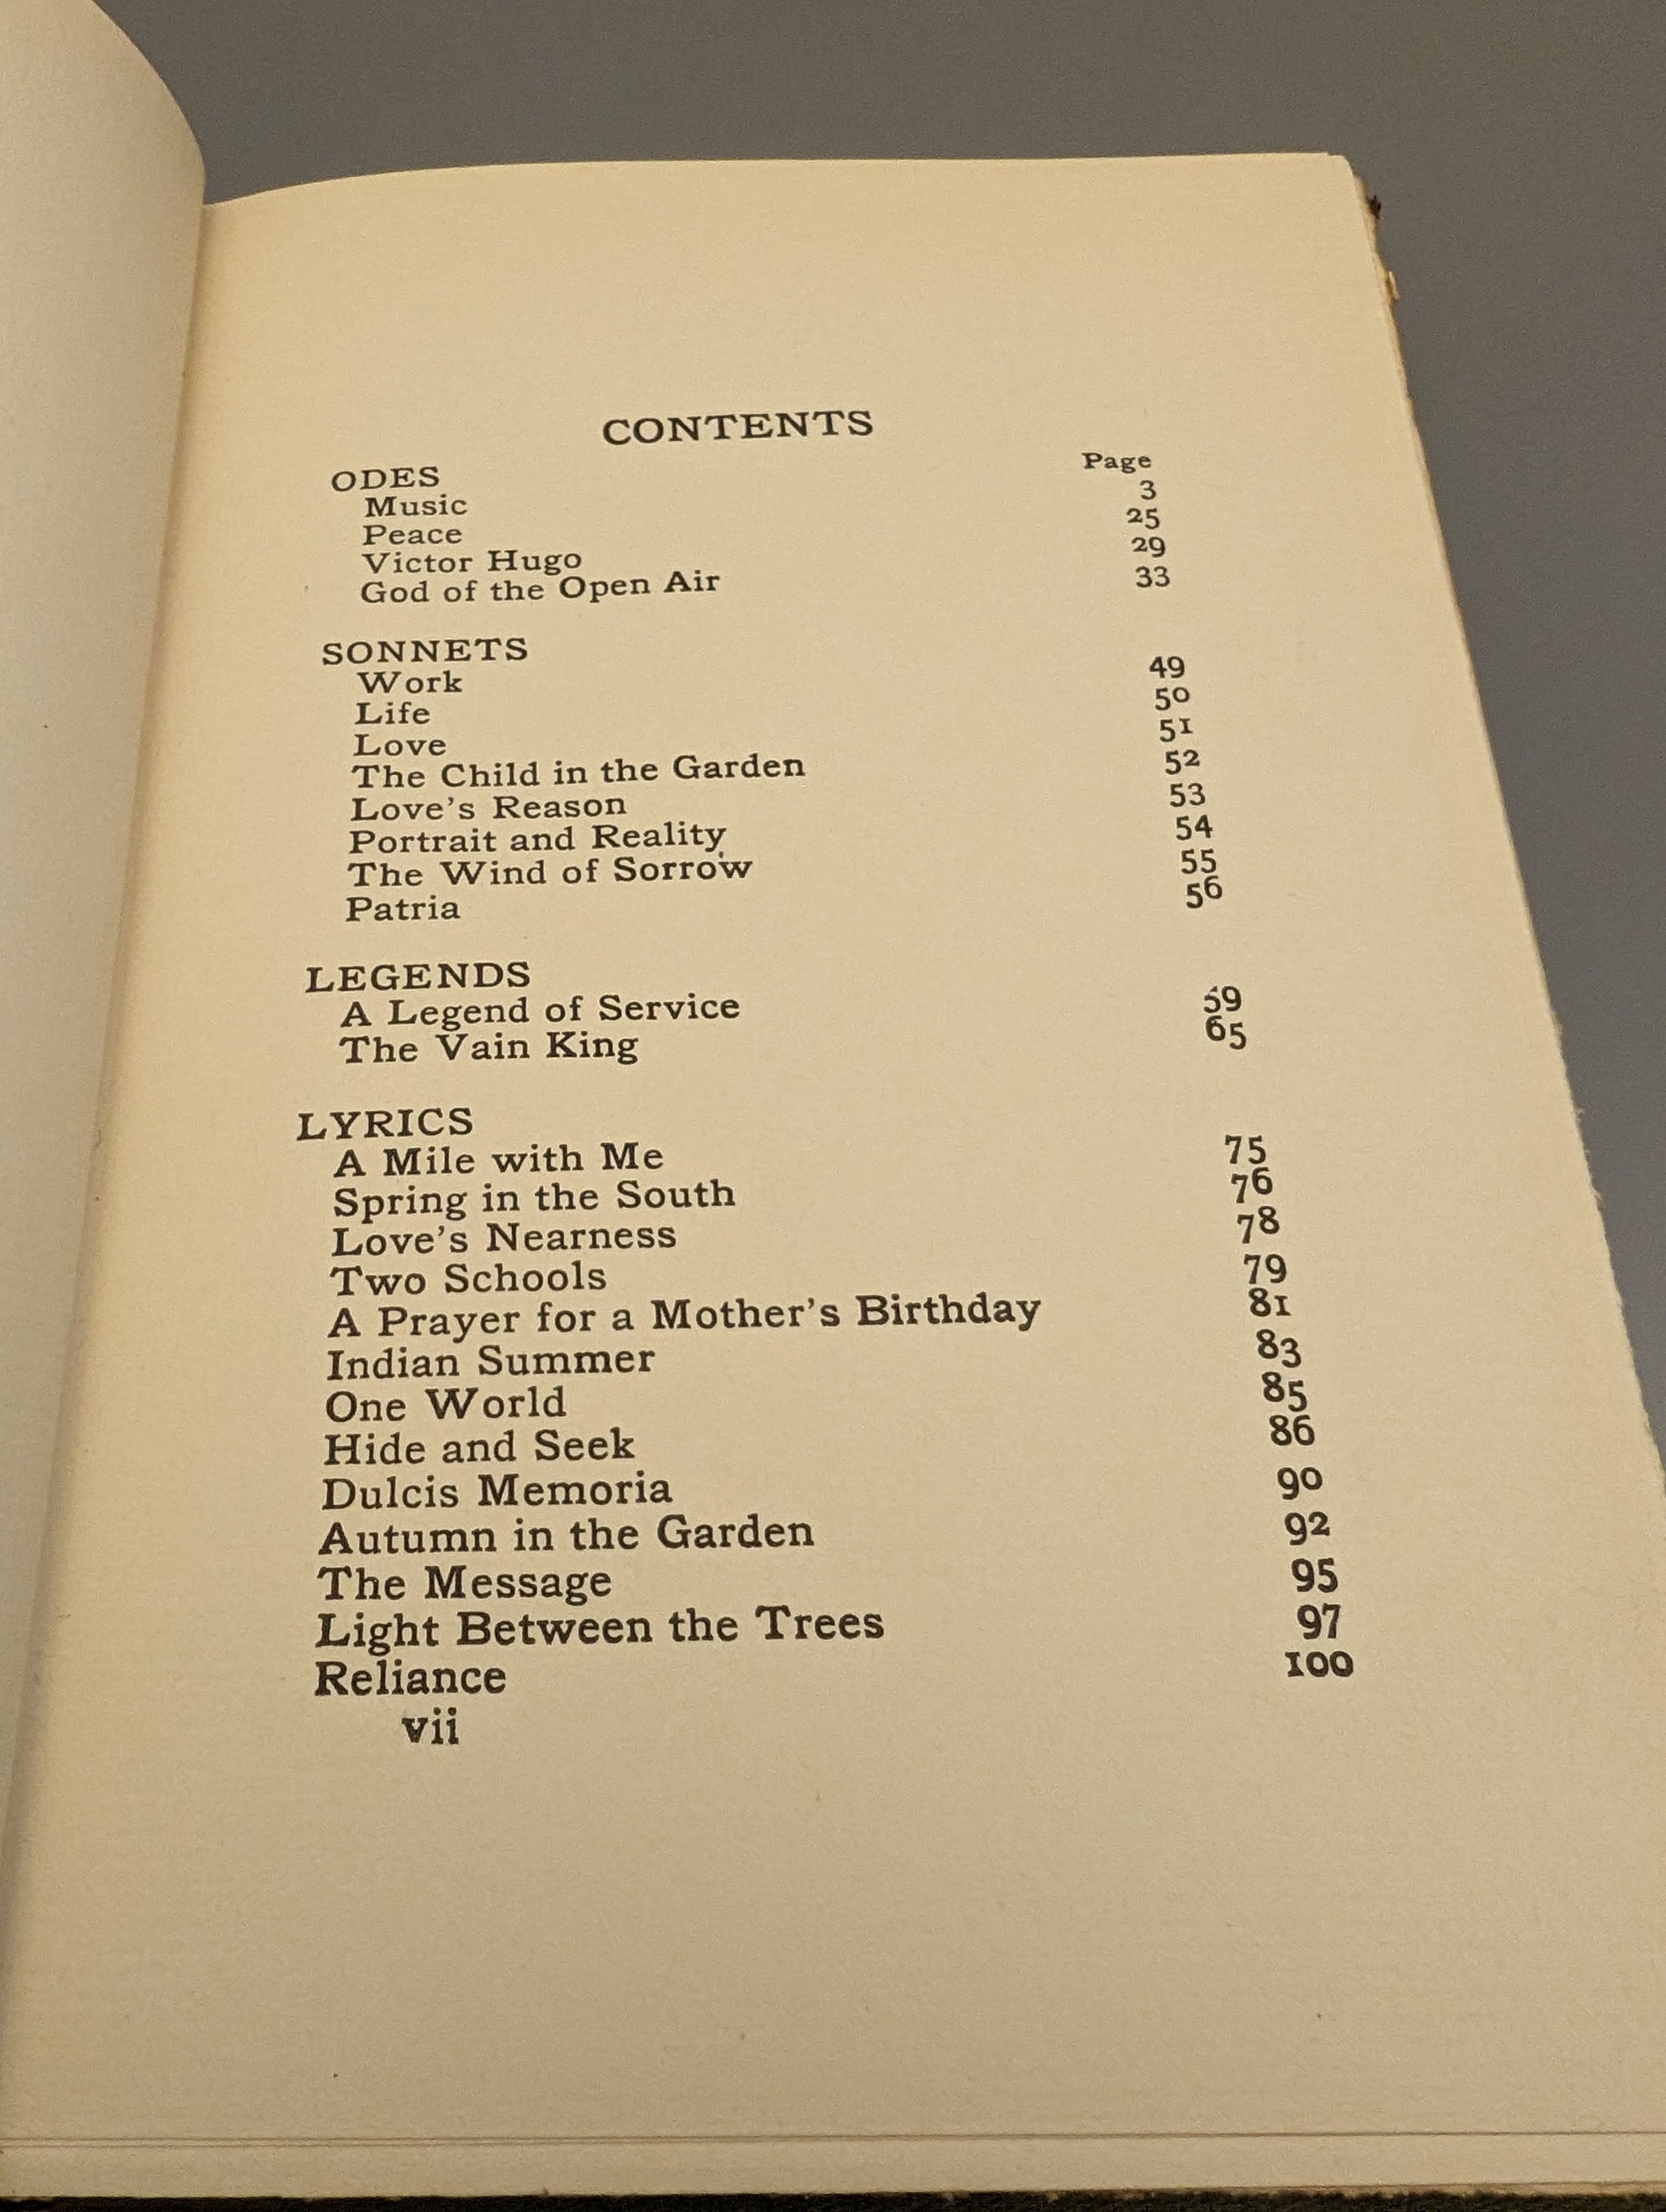 CONTENTS
Page
ODES
Music 3
Peace 25
Victor Hugo 29
God of the Open Air 33
SONNETS
Work 49
Life 50
Love 51
The Child in the Garden 52
Love's Reason 53
Portrait and Reality 54
The Wind of Sorrow 55
Patria 56
LEGENDS
A Legend of Service 59
The Vain King 65
LYRICS
A Mile with Me 75
Spring in the South 76
Love's Nearness 78
Two Schools 79
A Prayer for a Mother's Birthday 81
Indian Summer 83
One World 85
Hide and Seek 86
Dulcis Memoria 90
Autumn in the Garden 92
The Message 95
Light Between the Trees 97
Reliance 100
vii